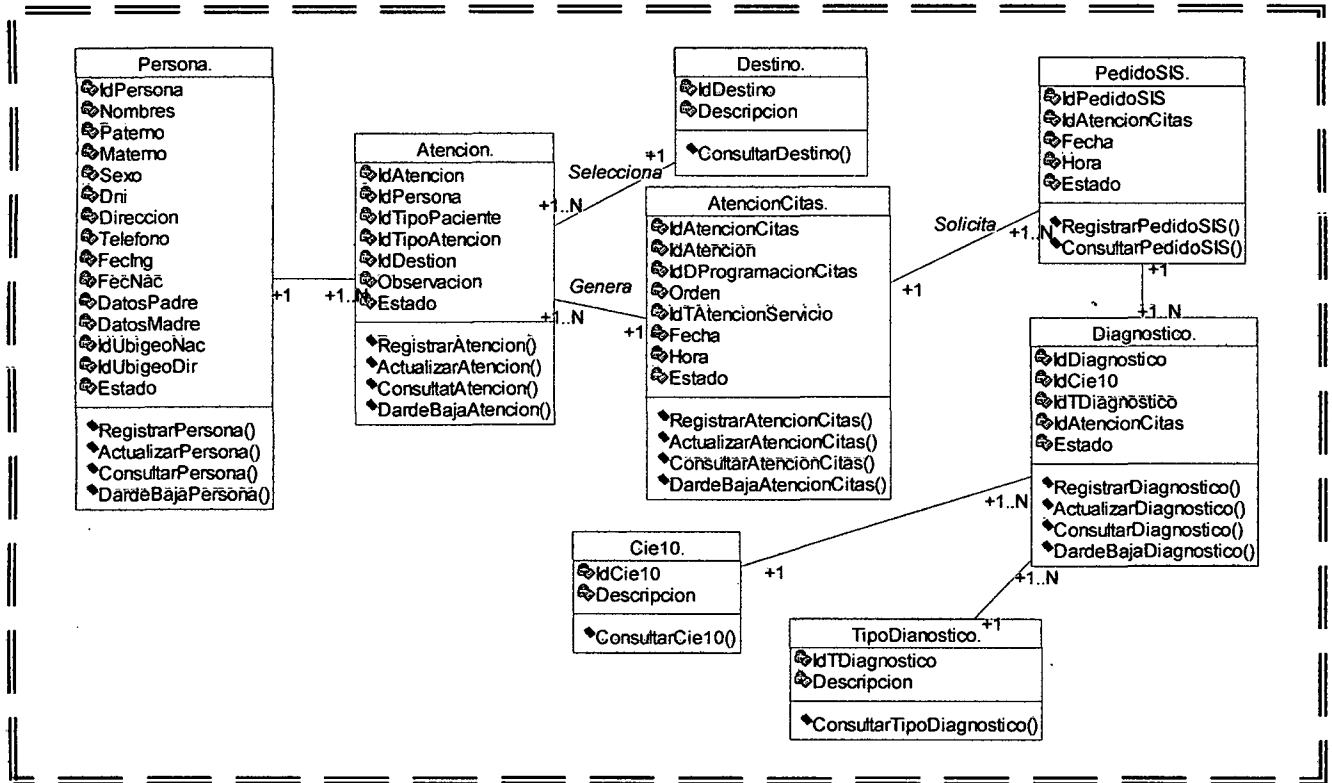 Persona.
IdPersona
Nombres
Paterno
Materno
Sexo
Dni
Direccion
Telefono
FecIng
FecNac
DatosPadre
DatosMadre
IdUbigeoNac
IdUbigeoDir
Estado
RegistrarPersona()
ActualizarPersona()
ConsultarPersona()
DardeBajaPersona()
+1
+1..N
Atencion.
IdAtencion
IdPersona
IdTipoPaciente
IdTipoAtencion
IdDestion
Observacion
Estado
RegistrarAtencion()
ActualizarAtencion()
ConsultatAtencion()
DardeBajaAtencion()
+1..N
Selecciona
+1
+1..N
Genera
+1
Destino.
IdDestino
Descripcion
ConsultarDestino()
AtencionCitas.
IdAtencionCitas
IdAtención
IdDProgramacionCitas
Orden
IdTAtencionServicio
Fecha
Hora
Estado
RegistrarAtencionCitas()
ActualizarAtencionCitas()
ConsultarAtencionCitas()
DardeBajaAtencionCitas()
+1
Solicita
+1..N
PedidoSIS.
IdPedidoSIS
IdAtencionCitas
Fecha
Hora
Estado
RegistrarPedidoSIS()
ConsultarPedidoSIS()
+1
+1..N
Diagnostico.
IdDiagnostico
IdCie10
IdTDiagnostico
IdAtencionCitas
Estado
RegistrarDiagnostico()
ActualizarDiagnostico()
ConsultarDiagnostico()
DardeBajaDiagnostico()
+1..N
+1
+1..N
+1
Cie10.
IdCie10
Descripcion
ConsultarCie10()
TipoDianostico.
IdTDiagnostico
Descripcion
ConsultarTipoDiagnostico()